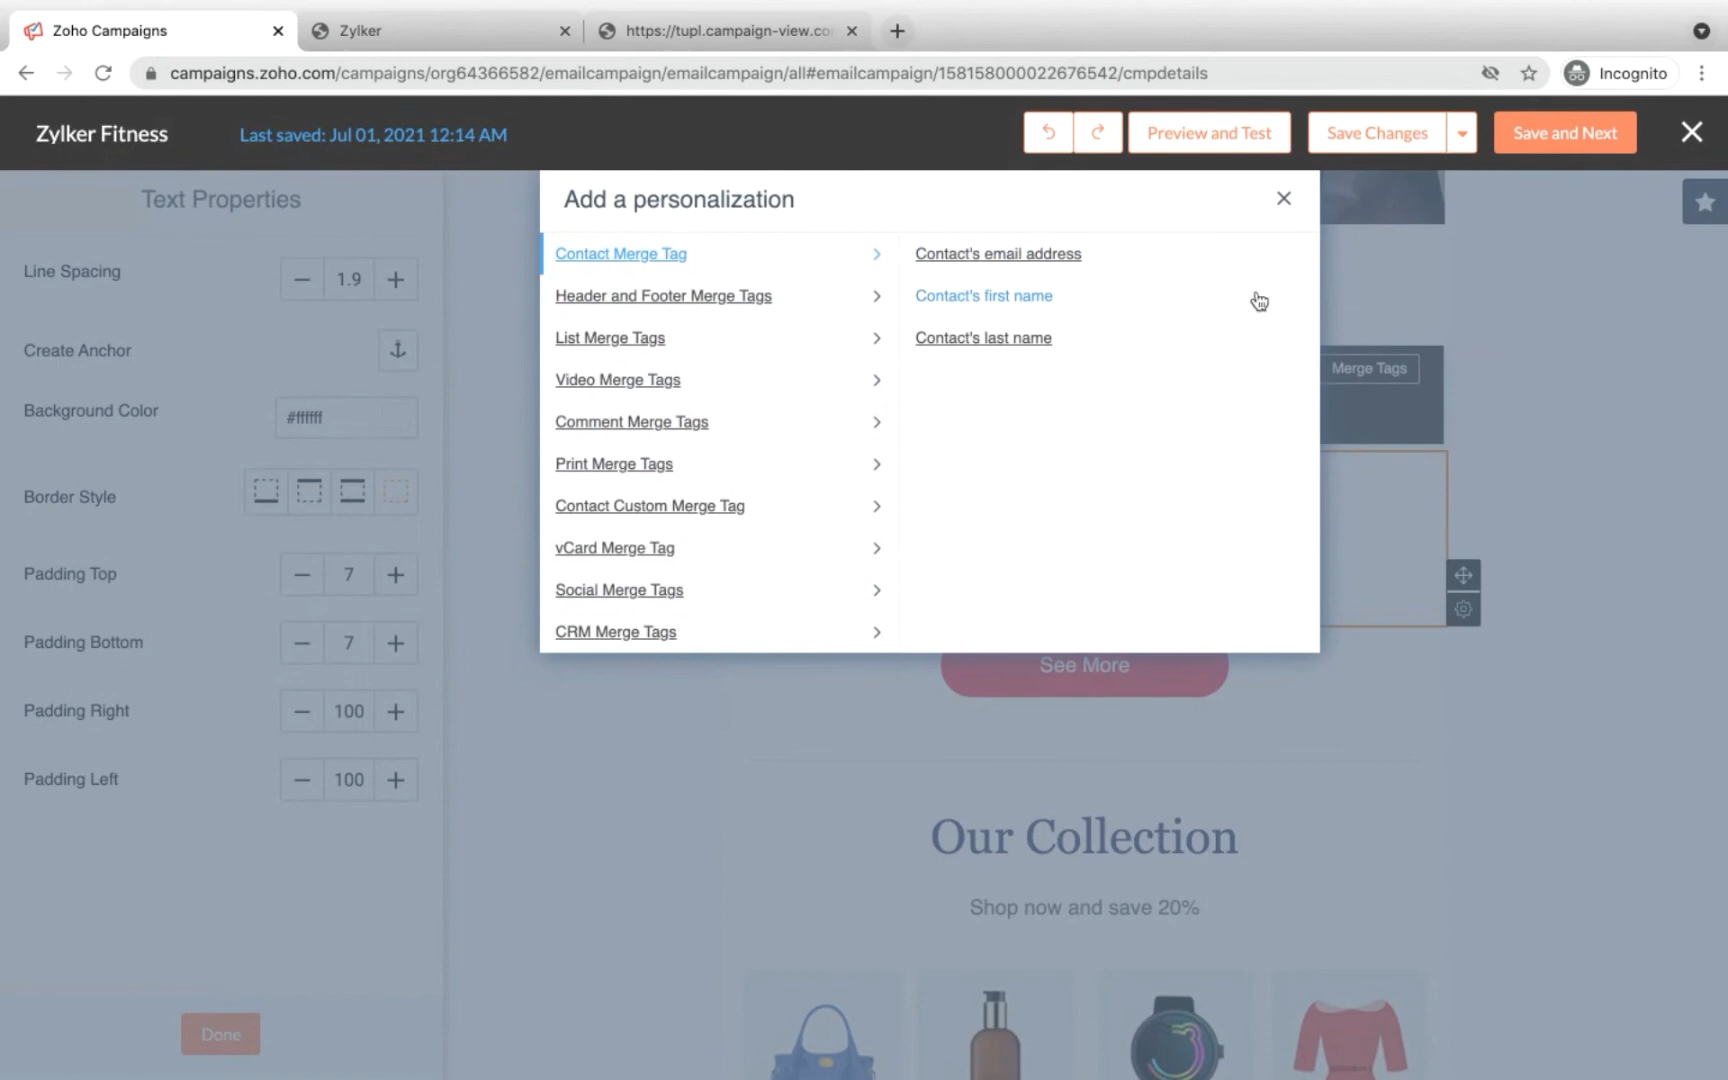 Zoho Campaigns
Zylker
https://tupl.campaign-view.co
campaigns.zoho.com/campaigns/org64366582/emailcampaign/emailcampaign/all#emailcampaign/158158000022676542/cmpdetails
Incognito
Zylker Fitness
Last saved: Jul 01, 2021 12:14 AM
Preview and Test
Save Changes
Save and Next
Text Properties
Line Spacing
1.9
Create Anchor
Background Color
#ffffff
Border Style
Padding Top
7
Padding Bottom
7
Padding Right
100
Padding Left
100
Done
Add a personalization
Contact Merge Tag
Header and Footer Merge Tags
List Merge Tags
Video Merge Tags
Comment Merge Tags
Print Merge Tags
Contact Custom Merge Tag
vCard Merge Tag
Social Merge Tags
CRM Merge Tags
Contact's email address
Contact's first name
Contact's last name
Merge Tags
See More
Our Collection
Shop now and save 20%